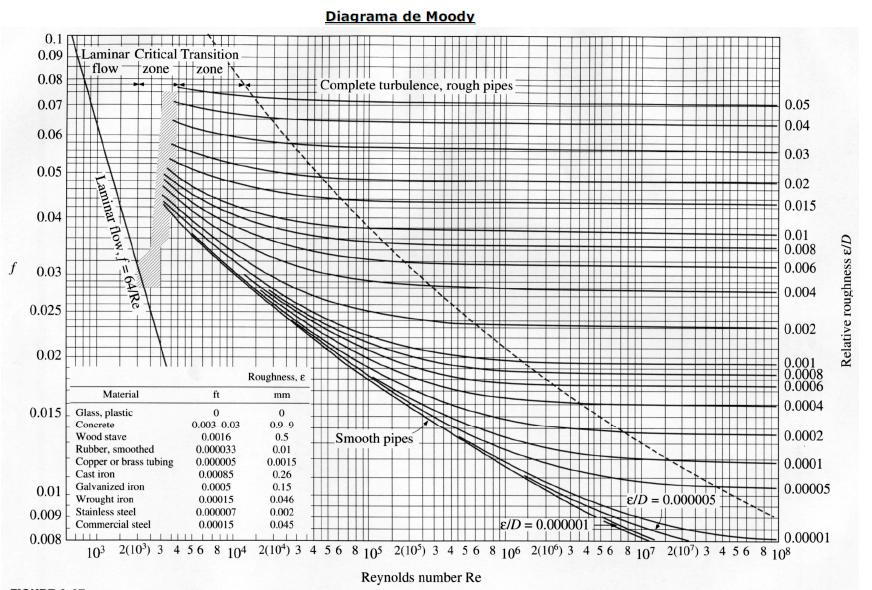 Diagrama de Moody
0.1
0.09
0.08
0.07
0.06
0.05
0.04
0.03
0.025
0.02
0.015
0.01
0.009
0.008
f
Laminar Critical Transition
flow zone zone
Complete turbulence, rough pipes
Laminar flow, f = 64/Re
Smooth pipes
ε/D = 0.000005
ε/D = 0.000001
0.05
0.04
0.03
0.02
0.015
0.01
0.008
0.006
0.004
0.002
0.001
0.0008
0.0006
0.0004
0.0002
0.0001
0.00005
0.00001
Relative roughness ε/D
Roughness, ε
Material ft mm
Glass, plastic 0 0
Concrete 0.003 0.03 0.9 9
Wood stave 0.0016 0.5
Rubber, smoothed 0.000033 0.01
Copper or brass tubing 0.000005 0.0015
Cast iron 0.00085 0.26
Galvanized iron 0.0005 0.15
Wrought iron 0.00015 0.046
Stainless steel 0.000007 0.002
Commercial steel 0.00015 0.045
10³ 2(10³) 3 4 5 6 8 10⁴ 2(10⁴) 3 4 5 6 8 10⁵ 2(10⁵) 3 4 5 6 8 10⁶ 2(10⁶) 3 4 5 6 8 10⁷ 2(10⁷) 3 4 5 6 8 10⁸
Reynolds number Re